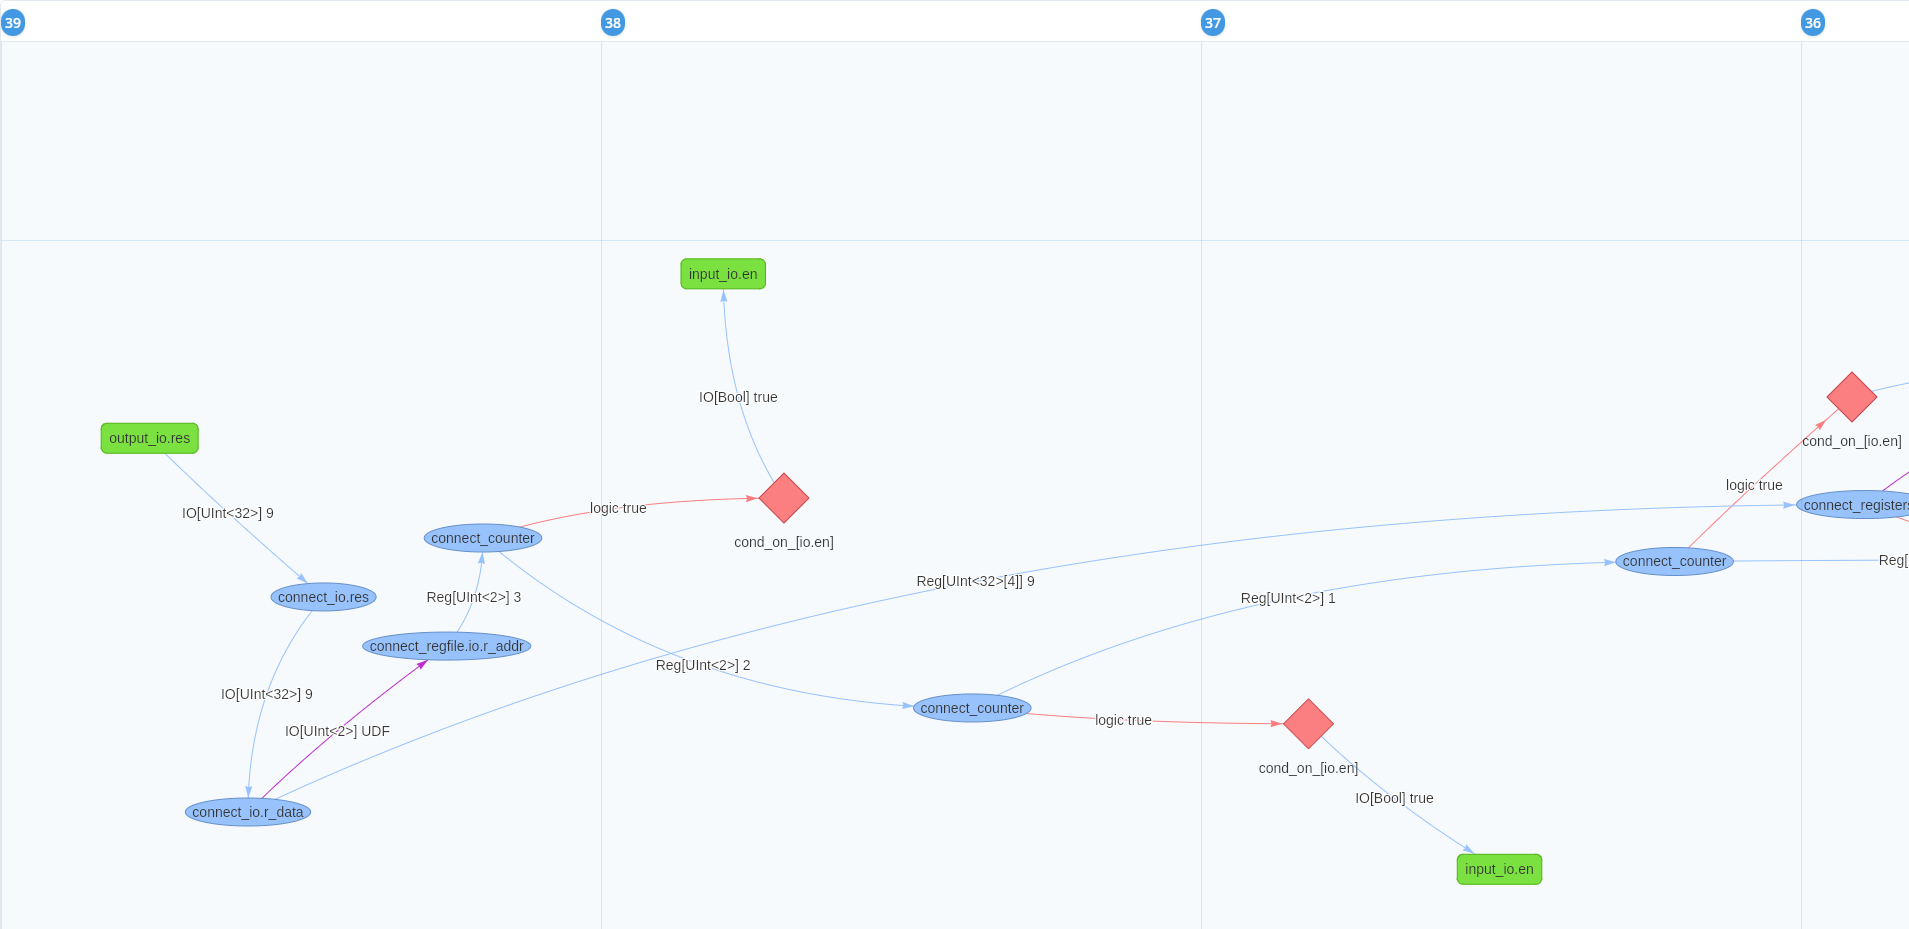 39
38
37
36
input_io.en
IO[Bool] true
output_io.res
cond_on_[io.en]
logic true
IO[UInt<32>] 9
logic true
connect_registers
connect_counter
cond_on_[io.en]
connect_counter
Reg[
Reg[UInt<32>[4]] 9
connect_io.res
Reg[UInt<2>] 3
Reg[UInt<2>] 1
connect_regfile.io.r_addr
Reg[UInt<2>] 2
IO[UInt<32>] 9
connect_counter
logic true
IO[UInt<2>] UDF
cond_on_[io.en]
IO[Bool] true
connect_io.r_data
input_io.en